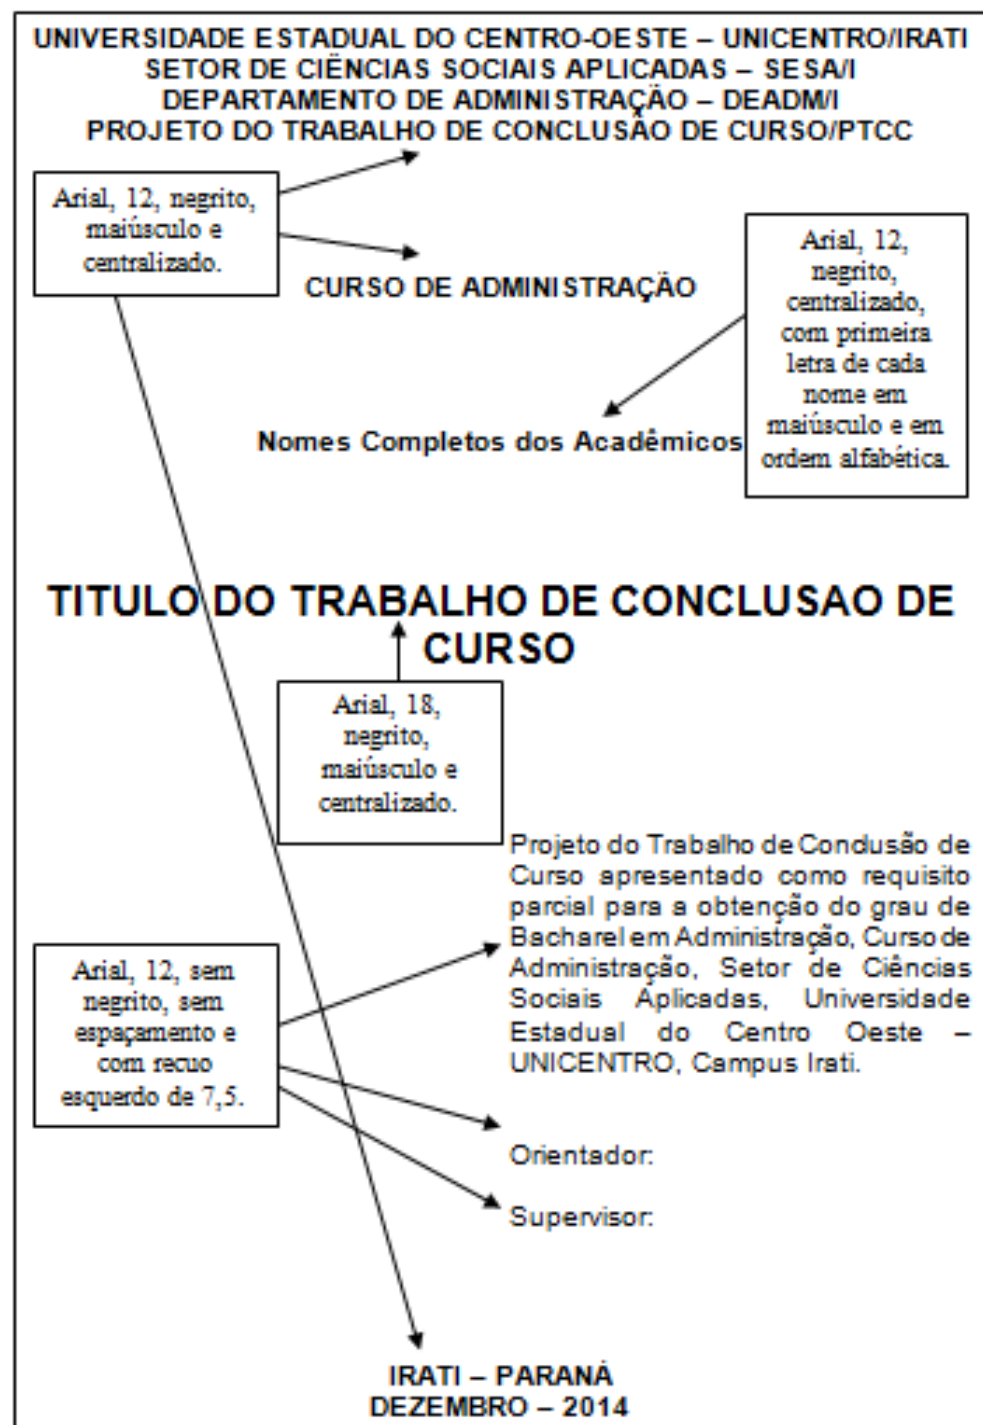 UNIVERSIDADE ESTADUAL DO CENTRO-OESTE – UNICENTRO/IRATI
SETOR DE CIÊNCIAS SOCIAIS APLICADAS – SESA/I
DEPARTAMENTO DE ADMINISTRAÇÃO – DEADM/I
PROJETO DO TRABALHO DE CONCLUSÃO DE CURSO/PTCC
Arial, 12, negrito,
maiúsculo e
centralizado.
CURSO DE ADMINISTRAÇÃO
Arial, 12,
negrito,
centralizado,
com primeira
letra de cada
nome em
maiúsculo e em
ordem alfabética.
Nomes Completos dos Acadêmicos
TITULO DO TRABALHO DE CONCLUSAO DE
CURSO
Arial, 18,
negrito,
maiúsculo e
centralizado.
Projeto do Trabalho de Conclusão de
Curso apresentado como requisito
parcial para a obtenção do grau de
Bacharel em Administração, Curso de
Administração, Setor de Ciências
Sociais Aplicadas, Universidade
Estadual do Centro Oeste –
UNICENTRO, Campus Irati.
Arial, 12, sem
negrito, sem
espaçamento e
com recuo
esquerdo de 7,5.
Orientador:
Supervisor:
IRATI – PARANÁ
DEZEMBRO – 2014